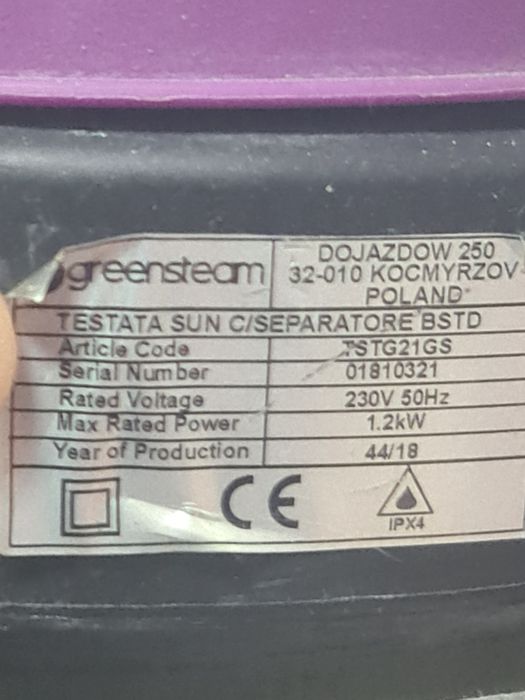 greensteam
DOJAZDOW 250
32-010 KOCMYRZOV
POLAND
TESTATA SUN C/SEPARATORE BSTD
Article Code TSTG21GS
Serial Number 01810321
Rated Voltage 230V 50Hz
Max Rated Power 1.2kW
Year of Production 44/18
CE
IPX4